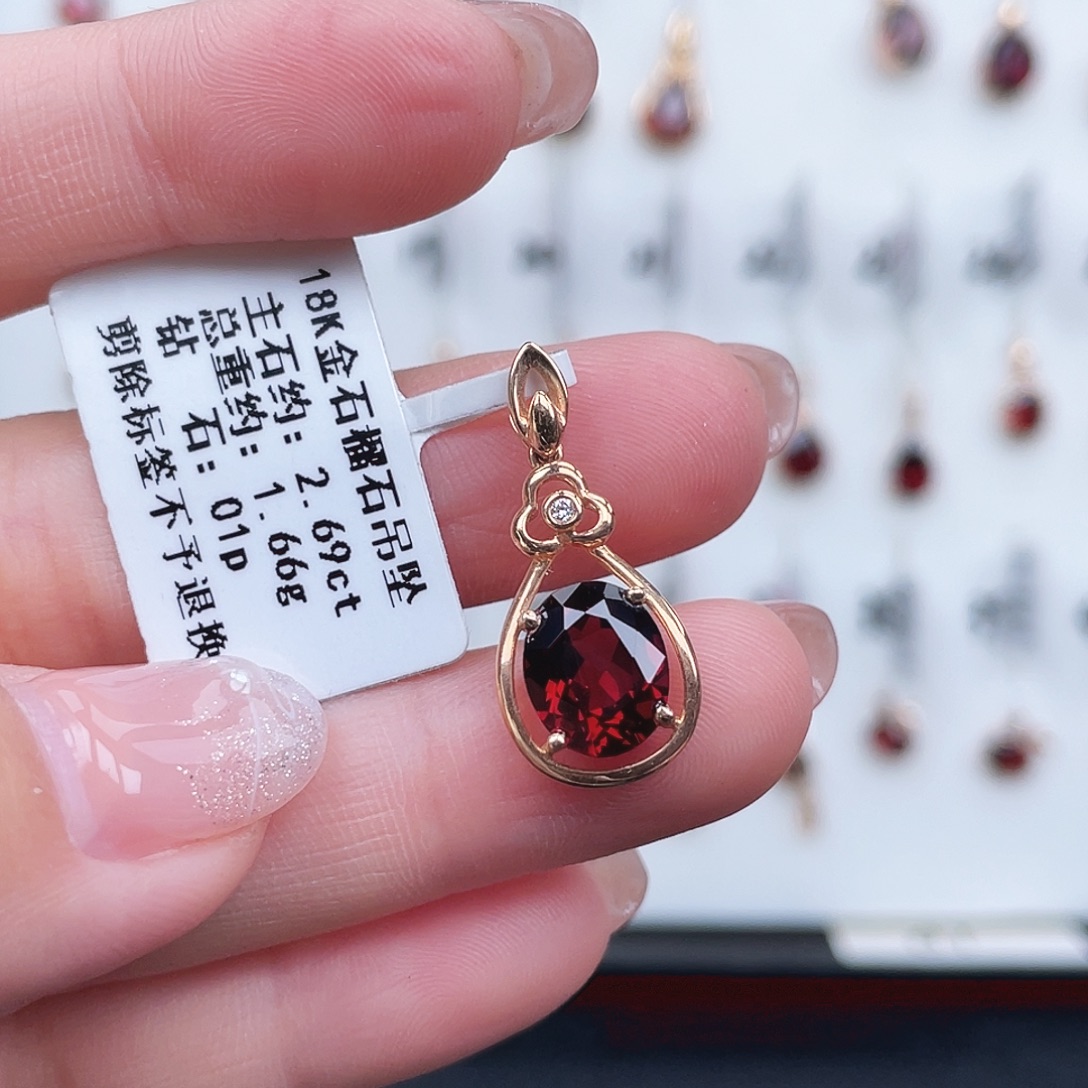 18K金石榴石吊坠
主石约: 2.69ct
总重约: 1.66g
钻 石: 01p
剪除标签不予退换